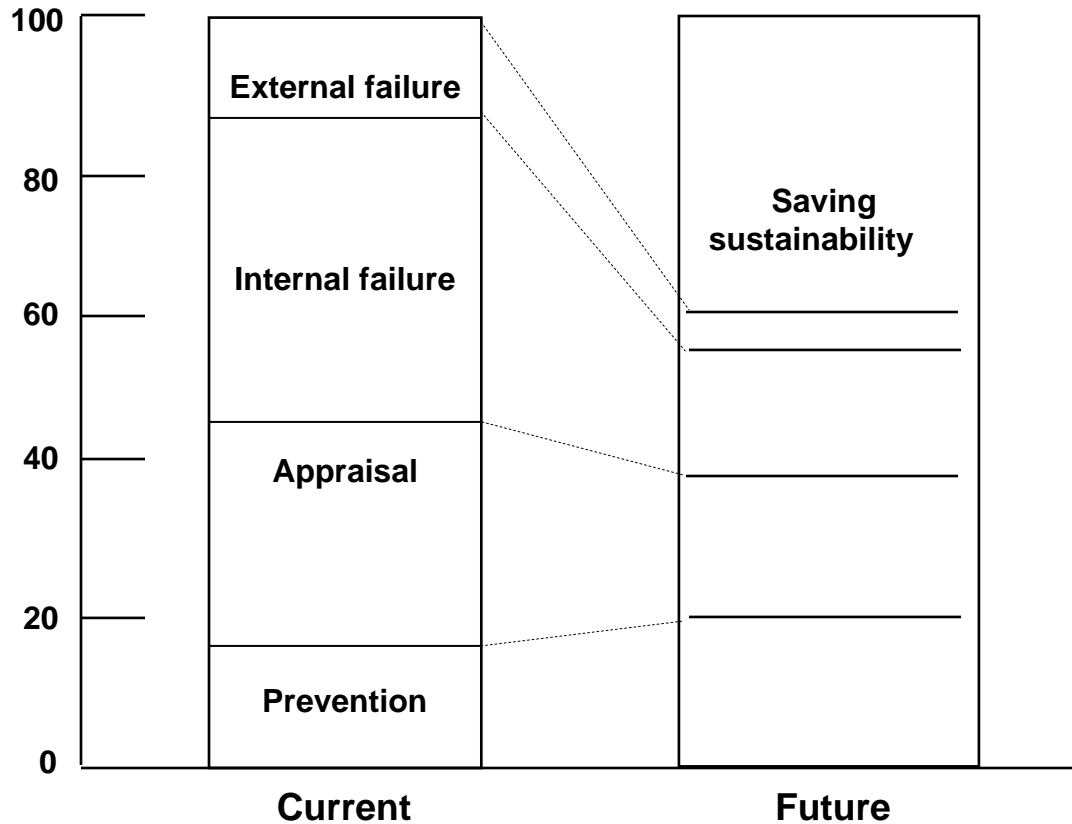 100
External failure
80
Saving
sustainability
Internal failure
60
40
Appraisal
20
Prevention
0
Current
Future